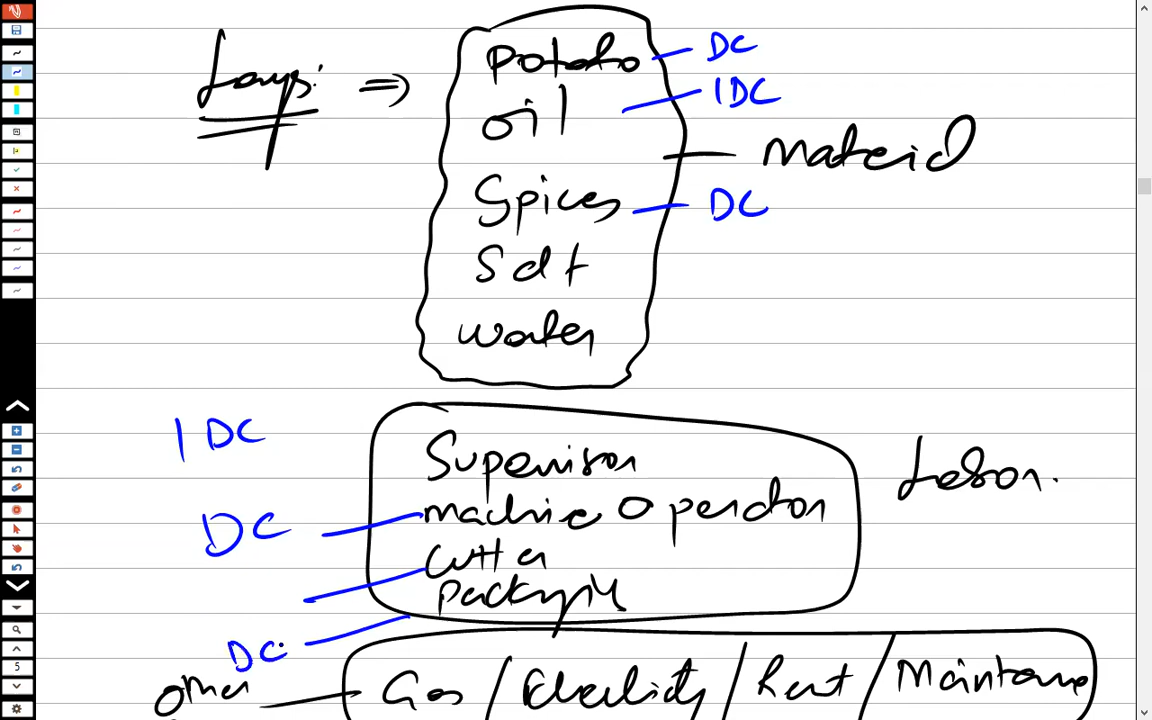 Lays: ⇒
Potato — DC
oil — IDC
Material
Spices — DC
Salt
water
IDC
Supervisor
Labor.
DC — machine Operator
Cutter
packaging
DC
other — Gas / Electricity / Rent / Maintenance
5